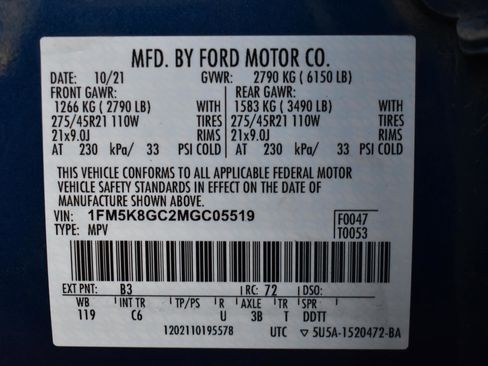 MFD. BY FORD MOTOR CO.
DATE: 10/21 GVWR: 2790 KG ( 6150 LB)
FRONT GAWR: REAR GAWR:
1266 KG ( 2790 LB) WITH 1583 KG ( 3490 LB) WITH
275/45R21 110W TIRES 275/45R21 110W TIRES
21x9.0J RIMS 21x9.0J RIMS
AT 230 kPa/ 33 PSI COLD AT 230 kPa/ 33 PSI COLD
THIS VEHICLE CONFORMS TO ALL APPLICABLE FEDERAL MOTOR
VEHICLE SAFETY STANDARDS IN EFFECT ON THE DATE OF
MANUFACTURE SHOWN ABOVE.
VIN: 1FM5K8GC2MGC05519 F0047
TYPE: MPV T0053
EXT PNT: B3 RC: 72 DSO:
WB INT TR TP/PS R AXLE TR SPR
119 C6 U 3B T DDTT
1202110195578 UTC ▽ 5U5A-1520472-BA